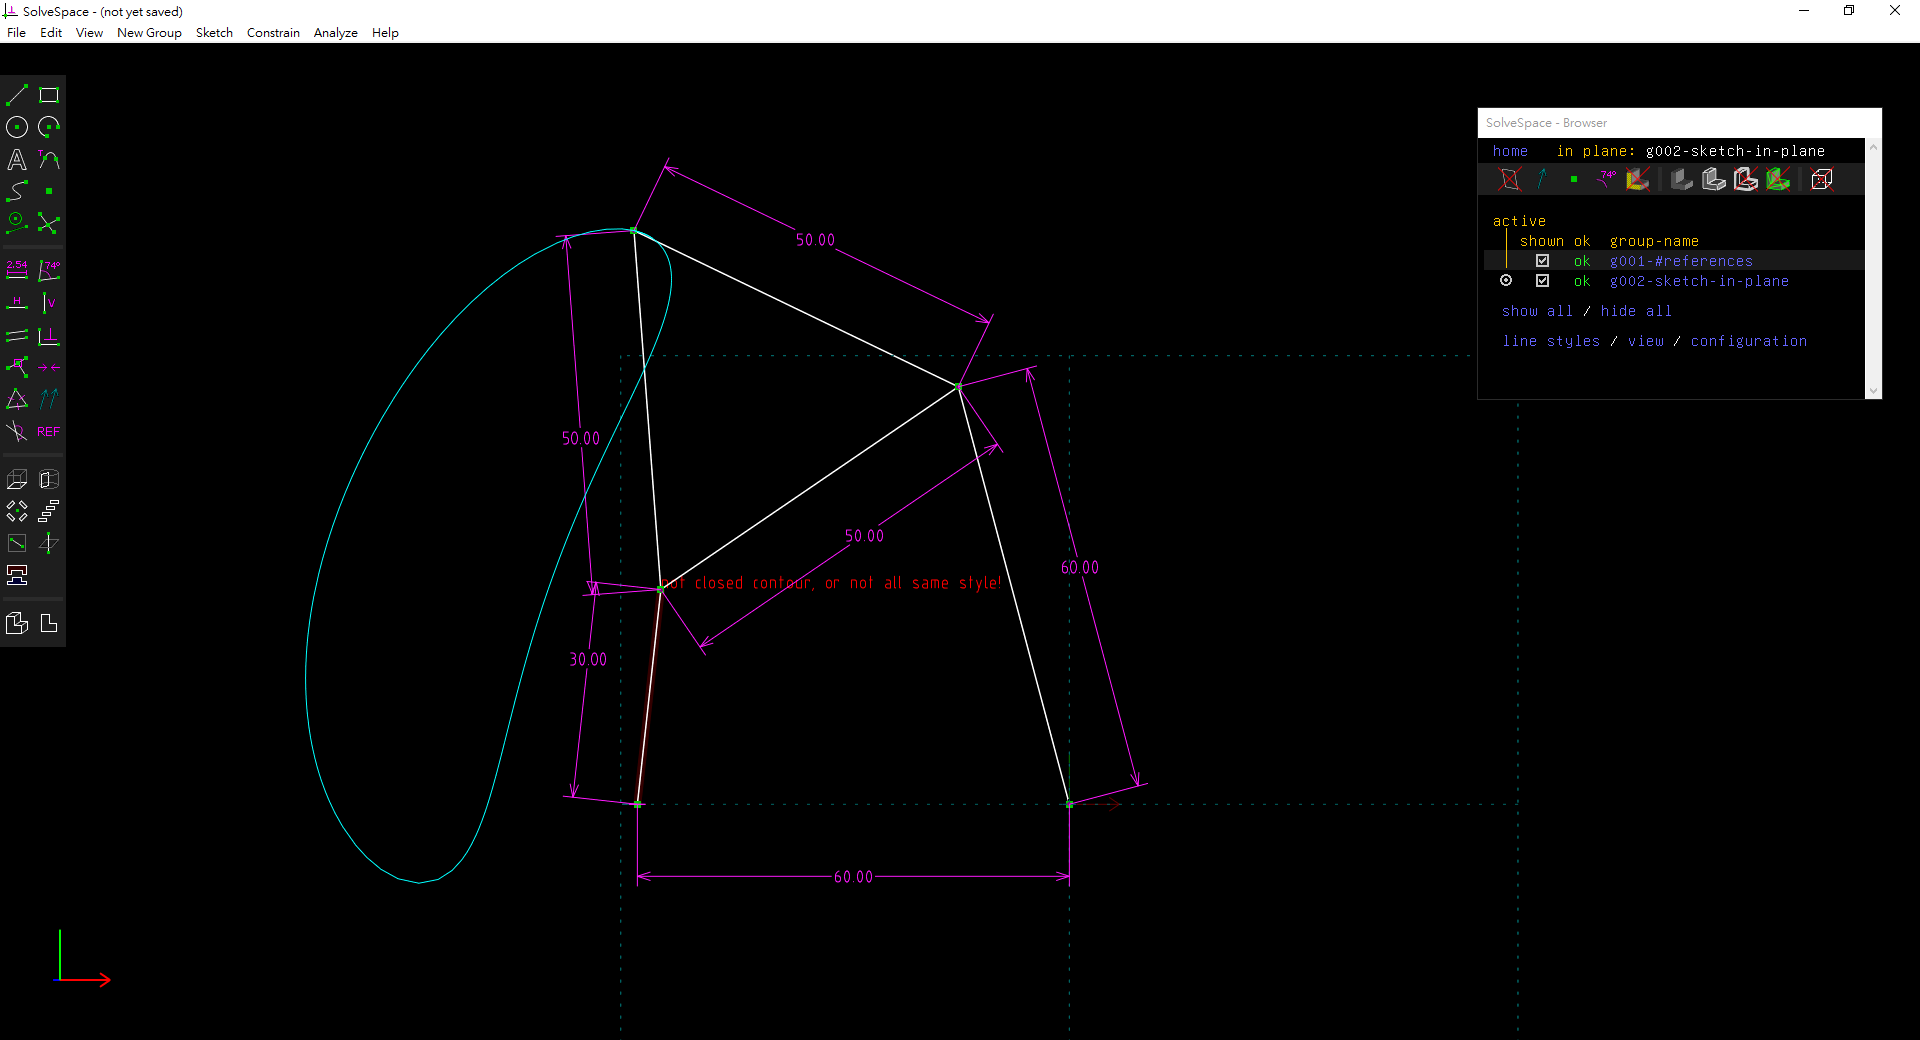 SolveSpace - (not yet saved)
File Edit View New Group Sketch Constrain Analyze Help
SolveSpace - Browser
home in plane: g002-sketch-in-plane
74°
active
shown ok group-name
ok g001-#references
ok g002-sketch-in-plane
show all / hide all
line styles / view / configuration
A T
2.54 74°
H V
REF
50.00
50.00
50.00
60.00
not closed contour, or not all same style!
30.00
60.00